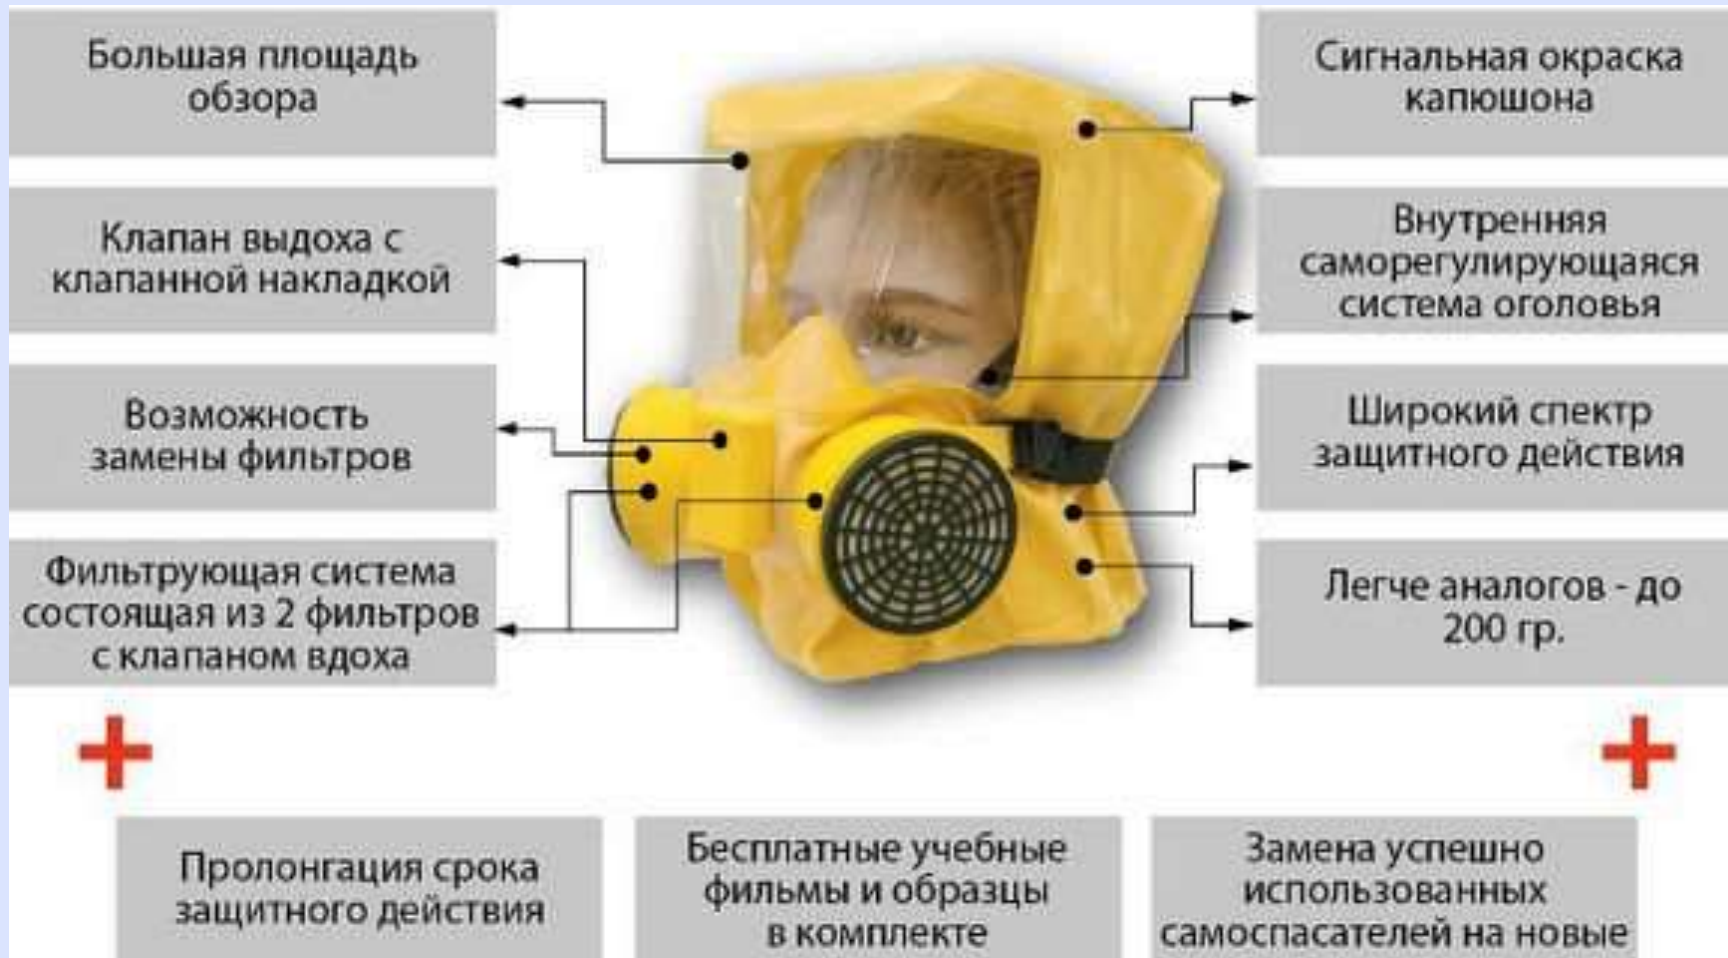 Большая площадь
обзора
Клапан выдоха с
клапанной накладкой
Возможность
замены фильтров
Фильтрующая система
состоящая из 2 фильтров
с клапаном вдоха
Сигнальная окраска
капюшона
Внутренняя
саморегулирующаяся
система оголовья
Широкий спектр
защитного действия
Легче аналогов - до
200 гр.
Пролонгация срока
защитного действия
Бесплатные учебные
фильмы и образцы
в комплекте
Замена успешно
использованных
самоспасателей на новые